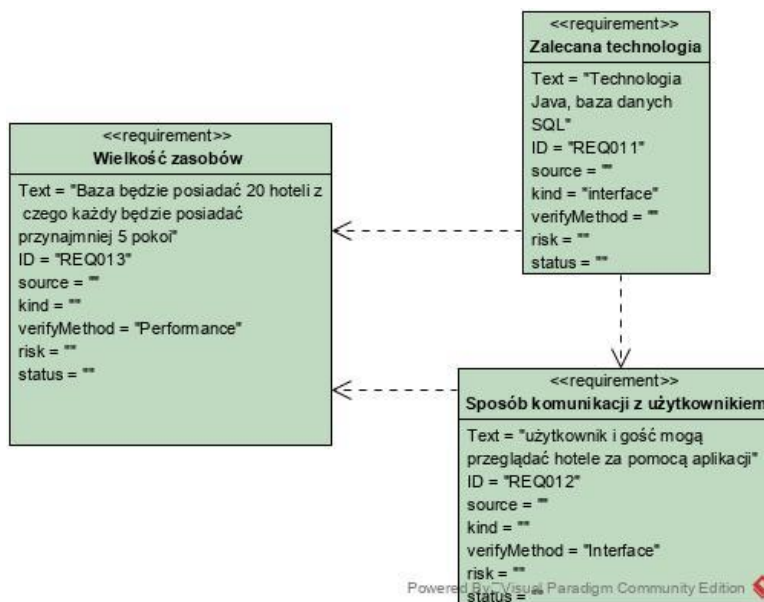 <<requirement>>
Zalecana technologia
Text = "Technologia
Java, baza danych
SQL"
ID = "REQ011"
source = ""
kind = "interface"
verifyMethod = ""
risk = ""
status = ""
<<requirement>>
Wielkość zasobów
Text = "Baza będzie posiadać 20 hoteli z
czego każdy będzie posiadać
przynajmniej 5 pokoi"
ID = "REQ013"
source = ""
kind = ""
verifyMethod = "Performance"
risk = ""
status = ""
<<requirement>>
Sposób komunikacji z użytkownikiem
Text = "użytkownik i gość mogą
przeglądać hotele za pomocą aplikacji"
ID = "REQ012"
source = ""
kind = ""
verifyMethod = "Interface"
risk = ""
status = ""
Powered By Visual Paradigm Community Edition